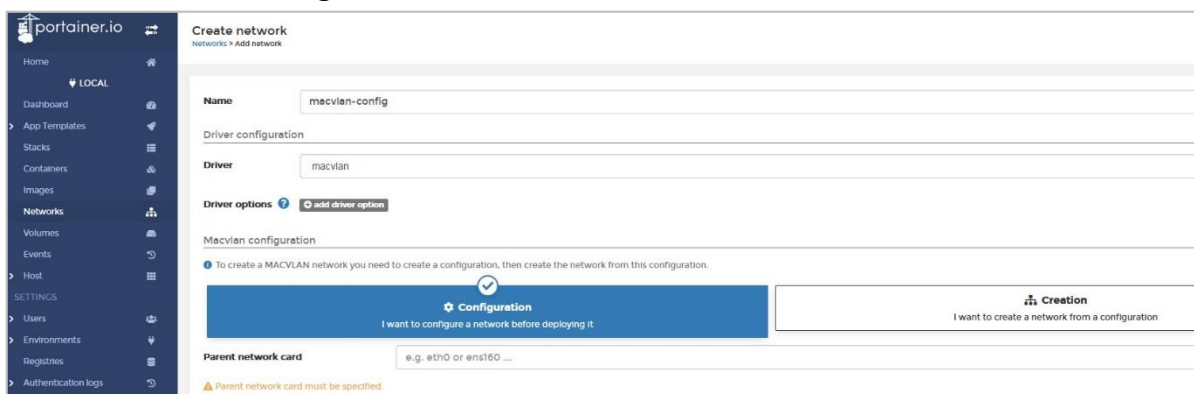 portainer.io
Home
LOCAL
Dashboard
App Templates
Stacks
Containers
Images
Networks
Volumes
Events
Host
SETTINGS
Users
Environments
Registries
Authentication logs
Create network
Networks > Add network
Name macvlan-config
Driver configuration
Driver macvlan
Driver options add driver option
Macvlan configuration
To create a MACVLAN network you need to create a configuration, then create the network from this configuration.
Configuration
I want to configure a network before deploying it
Creation
I want to create a network from a configuration
Parent network card e.g. eth0 or ens160 ...
Parent network card must be specified.